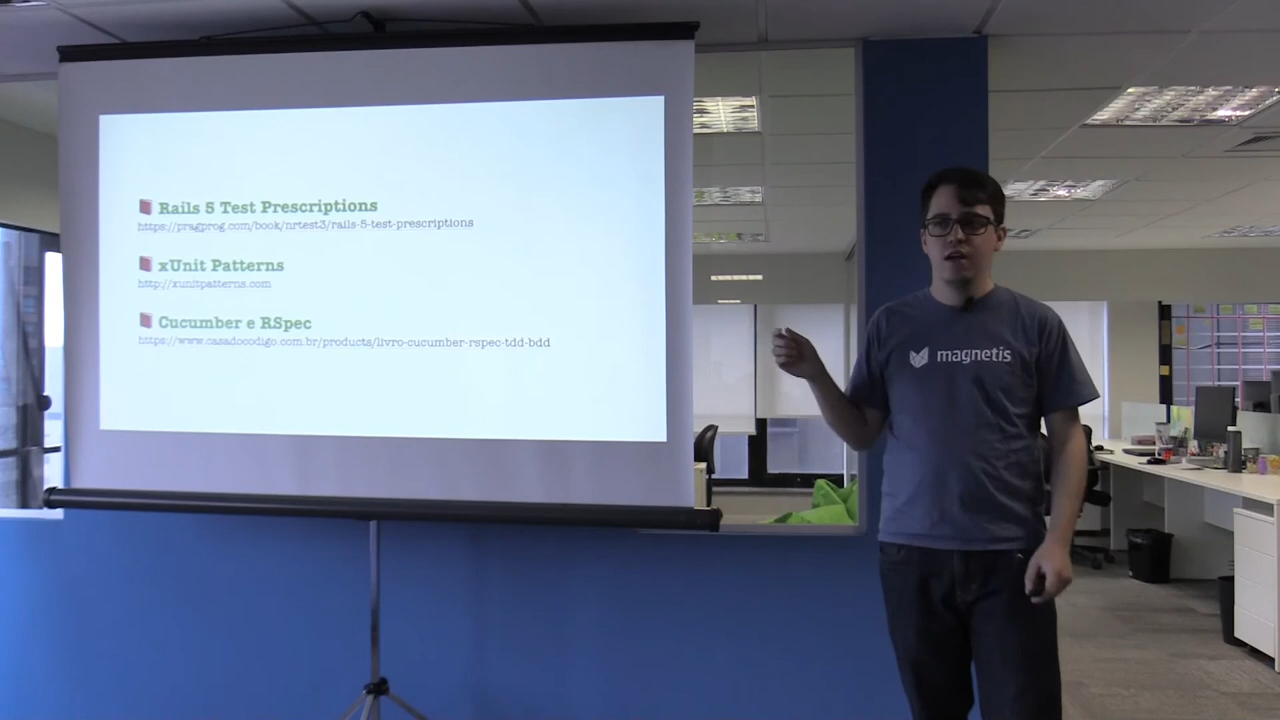 Rails 5 Test Prescriptions
https://pragprog.com/book/nrtest3/rails-5-test-prescriptions
xUnit Patterns
http://xunitpatterns.com
Cucumber e RSpec
https://www.casadocodigo.com.br/products/livro-cucumber-rspec-tdd-bdd
magnetis